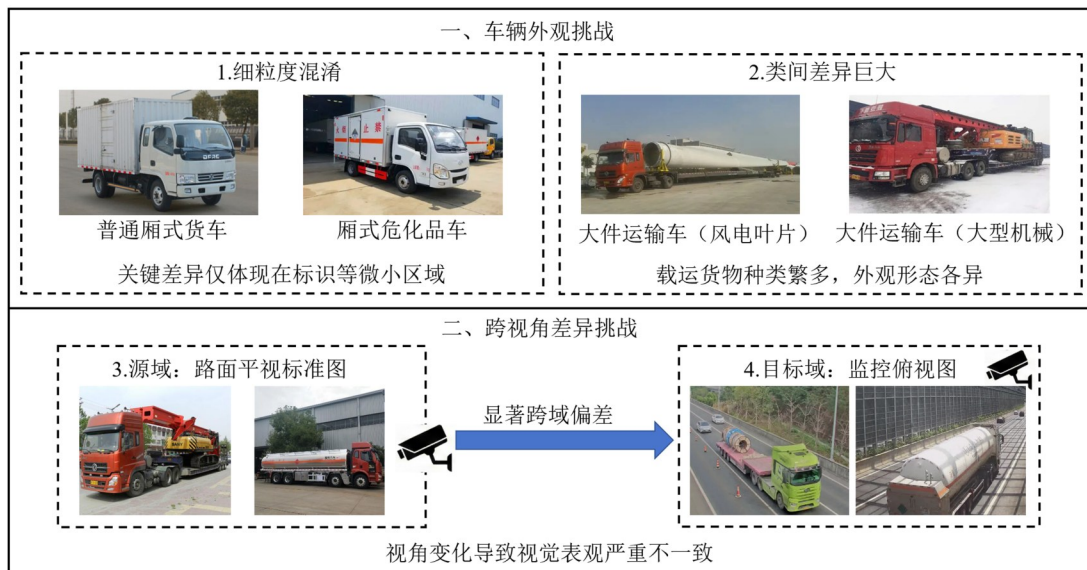 一、车辆外观挑战
1.细粒度混淆
2.类间差异巨大
DFAC
普通厢式货车
厢式危化品车
大件运输车（风电叶片）
大件运输车（大型机械）
关键差异仅体现在标识等微小区域
载运货物种类繁多，外观形态各异
二、跨视角差异挑战
3.源域：路面平视标准图
4.目标域：监控俯视图
显著跨域偏差
视角变化导致视觉表观严重不一致